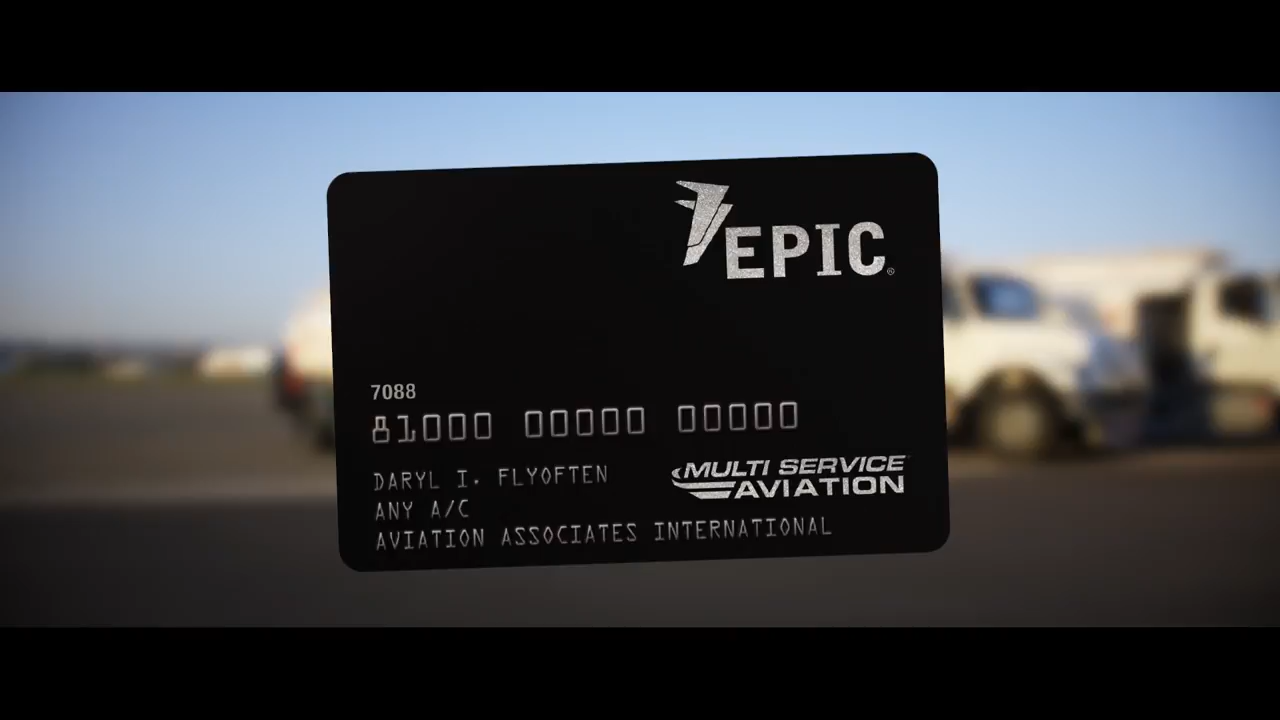 EPIC®
7088
81000 00000 00000
DARYL I. FLYOFTEN
ANY A/C
AVIATION ASSOCIATES INTERNATIONAL
MULTI SERVICE
AVIATION